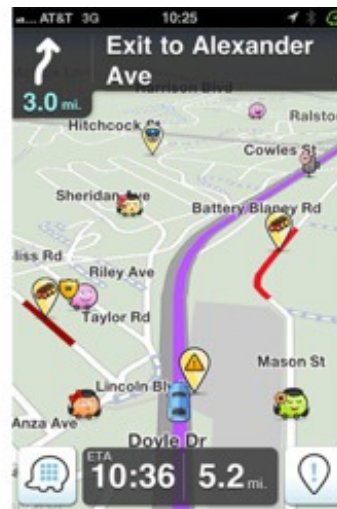 AT&T 3G 10:25
Exit to Alexander
Ave
3.0 mi.
Harrison Blvd
Hitchcock St
Ralston
Cowles St
Sheridan Ave
Battery Blaney Rd
liss Rd
Riley Ave
Taylor Rd
Mason St
Lincoln Blv
Anza Ave
Doyle Dr
ETA
10:36 5.2 mi.